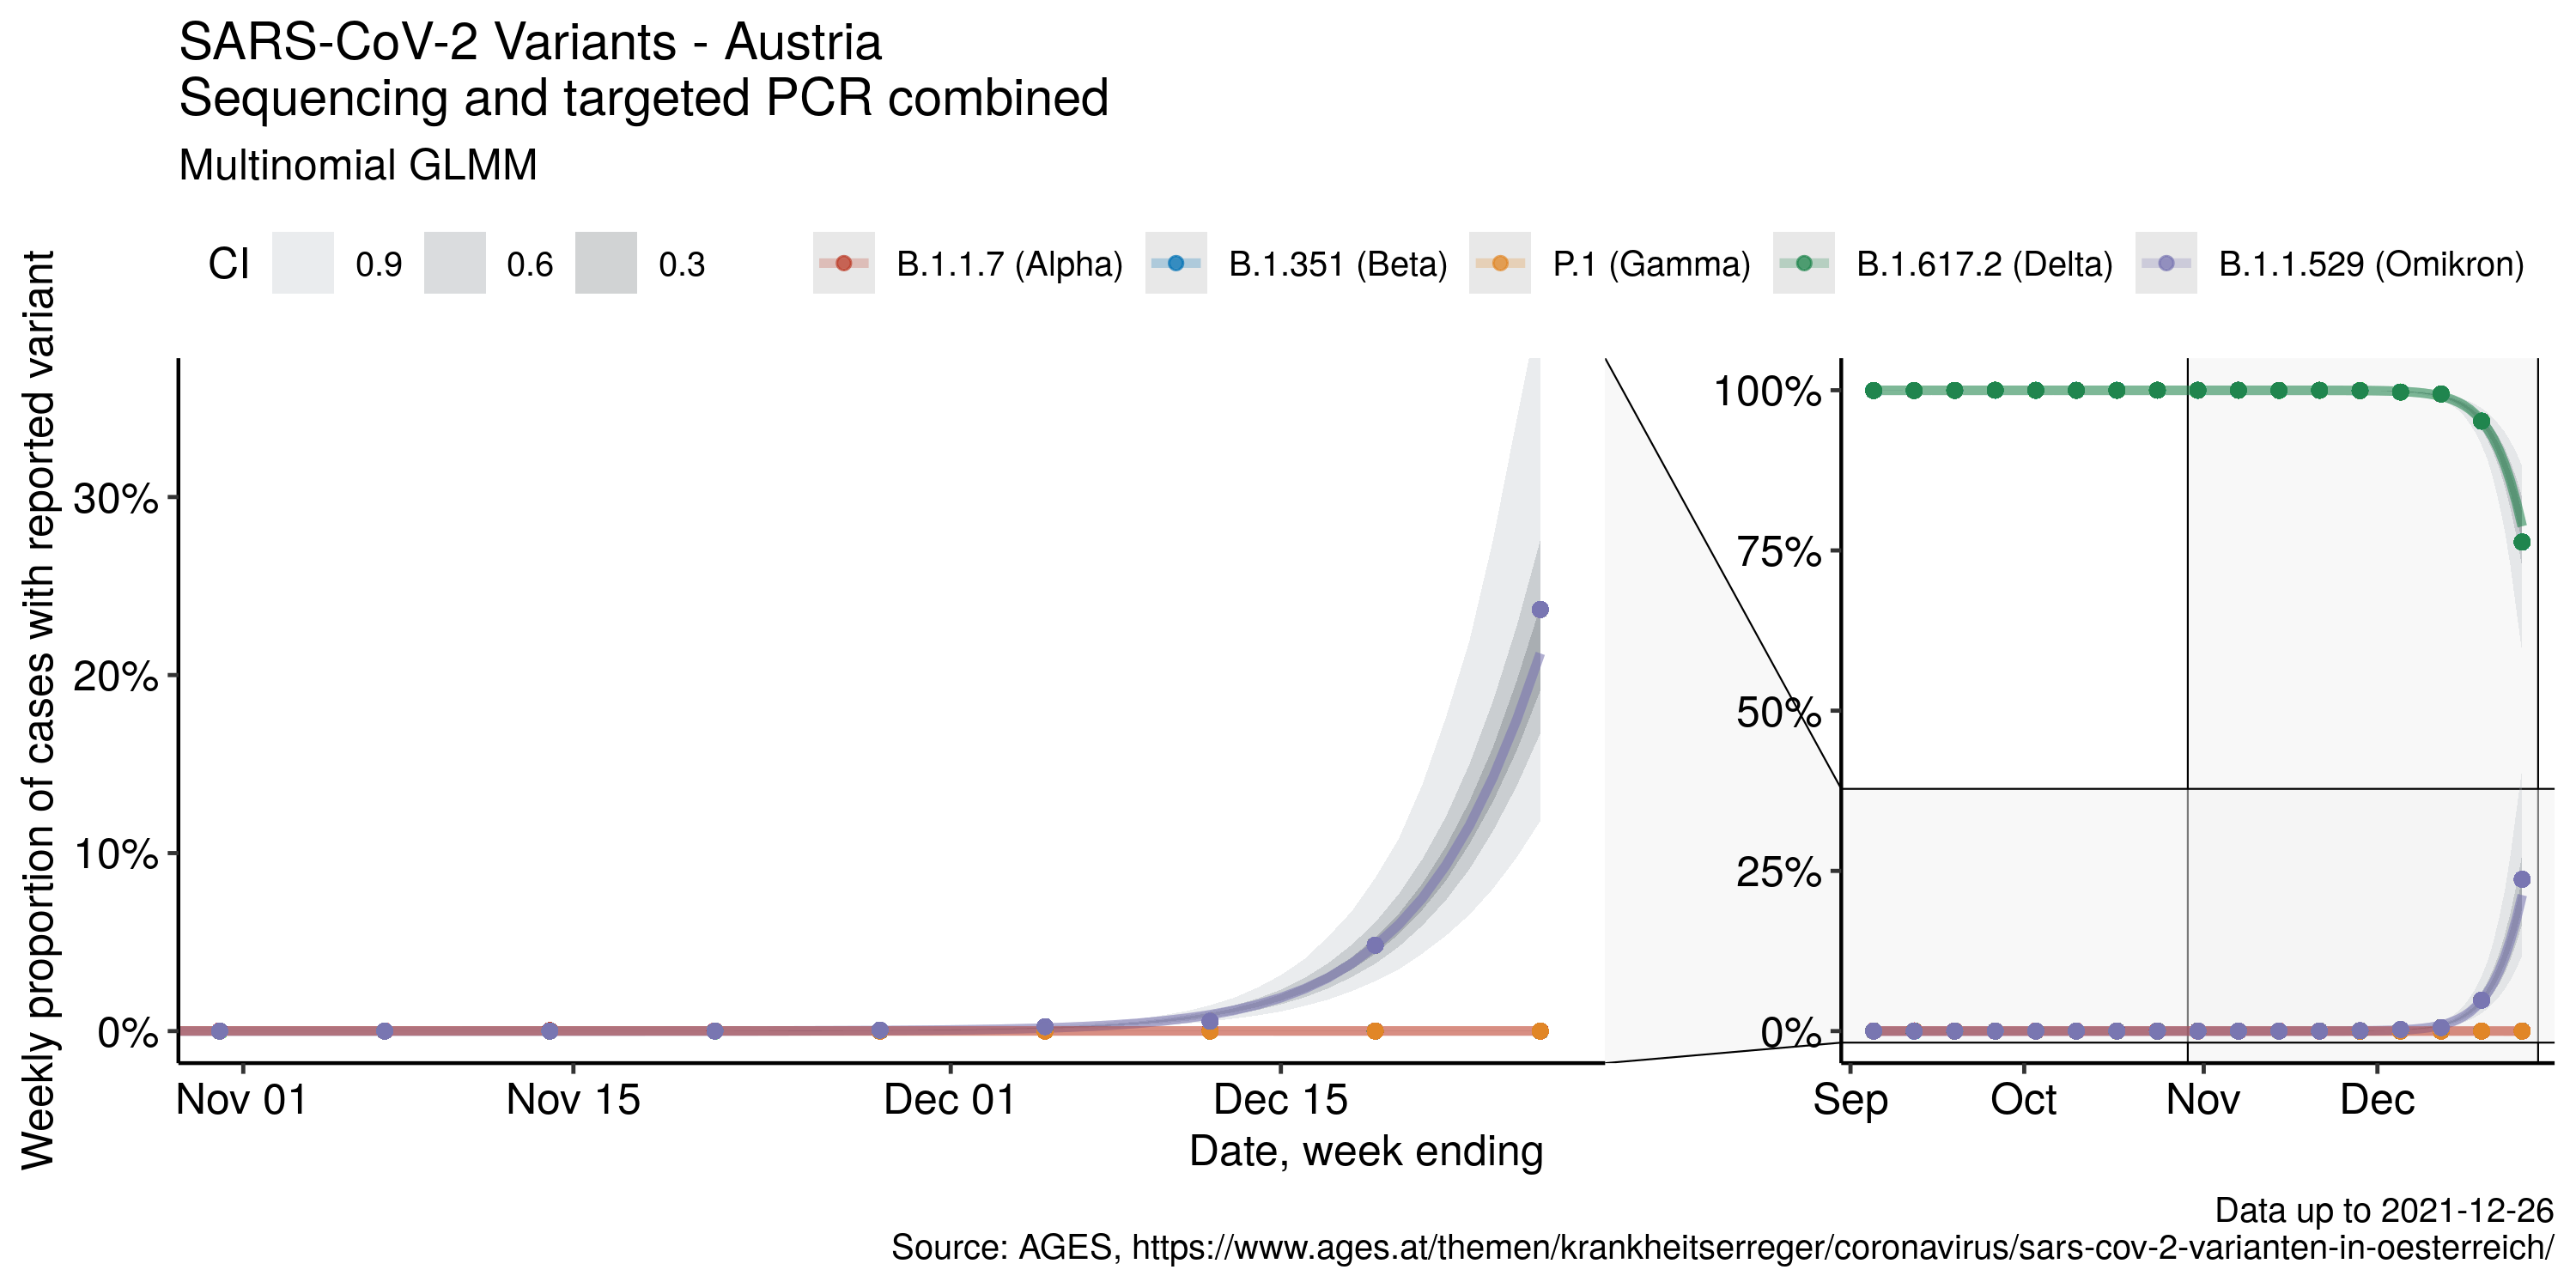 SARS-CoV-2 Variants - Austria
Sequencing and targeted PCR combined
Multinomial GLMM
CI 0.9 0.6 0.3 B.1.1.7 (Alpha) B.1.351 (Beta) P.1 (Gamma) B.1.617.2 (Delta) B.1.1.529 (Omikron)
Weekly proportion of cases with reported variant
30%
20%
10%
0%
Nov 01 Nov 15 Dec 01 Dec 15
100%
75%
50%
25%
0%
Sep Oct Nov Dec
Date, week ending
Data up to 2021-12-26
Source: AGES, https://www.ages.at/themen/krankheitserreger/coronavirus/sars-cov-2-varianten-in-oesterreich/